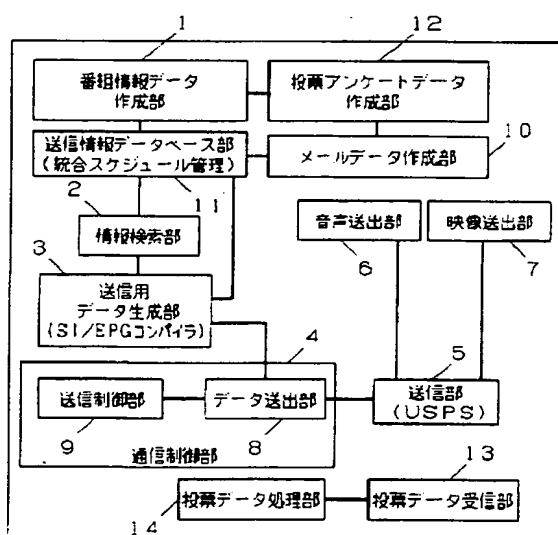 1
12
番組情報データ
作成部
投票アンケートデータ
作成部
送信情報データベース部
(統合スケジュール管理)
メールデータ作成部
10
11
2
情報検索部
音声送出部
映像送出部
6
7
3
送信用
データ生成部
(SI/EPGコンパイラ)
4
5
送信制御部
データ送出部
送信部
(USPS)
9
8
通信制御部
13
投票データ処理部
投票データ受信部
14